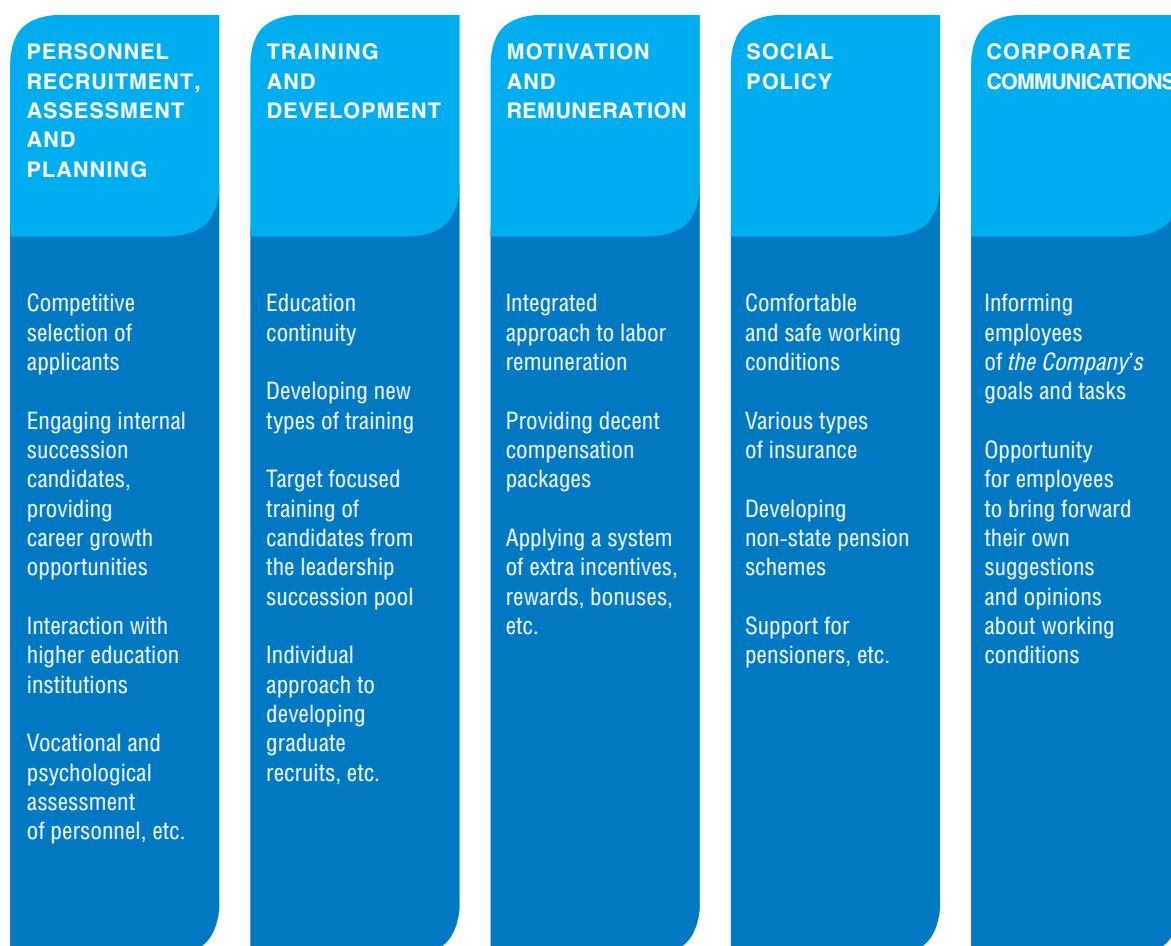 PERSONNEL
RECRUITMENT,
ASSESSMENT
AND
PLANNING
Competitive
selection of
applicants
Engaging internal
succession
candidates,
providing
career growth
opportunities
Interaction with
higher education
institutions
Vocational and
psychological
assessment
of personnel, etc.
TRAINING
AND
DEVELOPMENT
Education
continuity
Developing new
types of training
Target focused
training of
candidates from
the leadership
succession pool
Individual
approach to
developing
graduate
recruits, etc.
MOTIVATION
AND
REMUNERATION
Integrated
approach to labor
remuneration
Providing decent
compensation
packages
Applying a system
of extra incentives,
rewards, bonuses,
etc.
SOCIAL
POLICY
Comfortable
and safe working
conditions
Various types
of insurance
Developing
non-state pension
schemes
Support for
pensioners, etc.
CORPORATE
COMMUNICATIONS
Informing
employees
of the Company's
goals and tasks
Opportunity
for employees
to bring forward
their own
suggestions
and opinions
about working
conditions